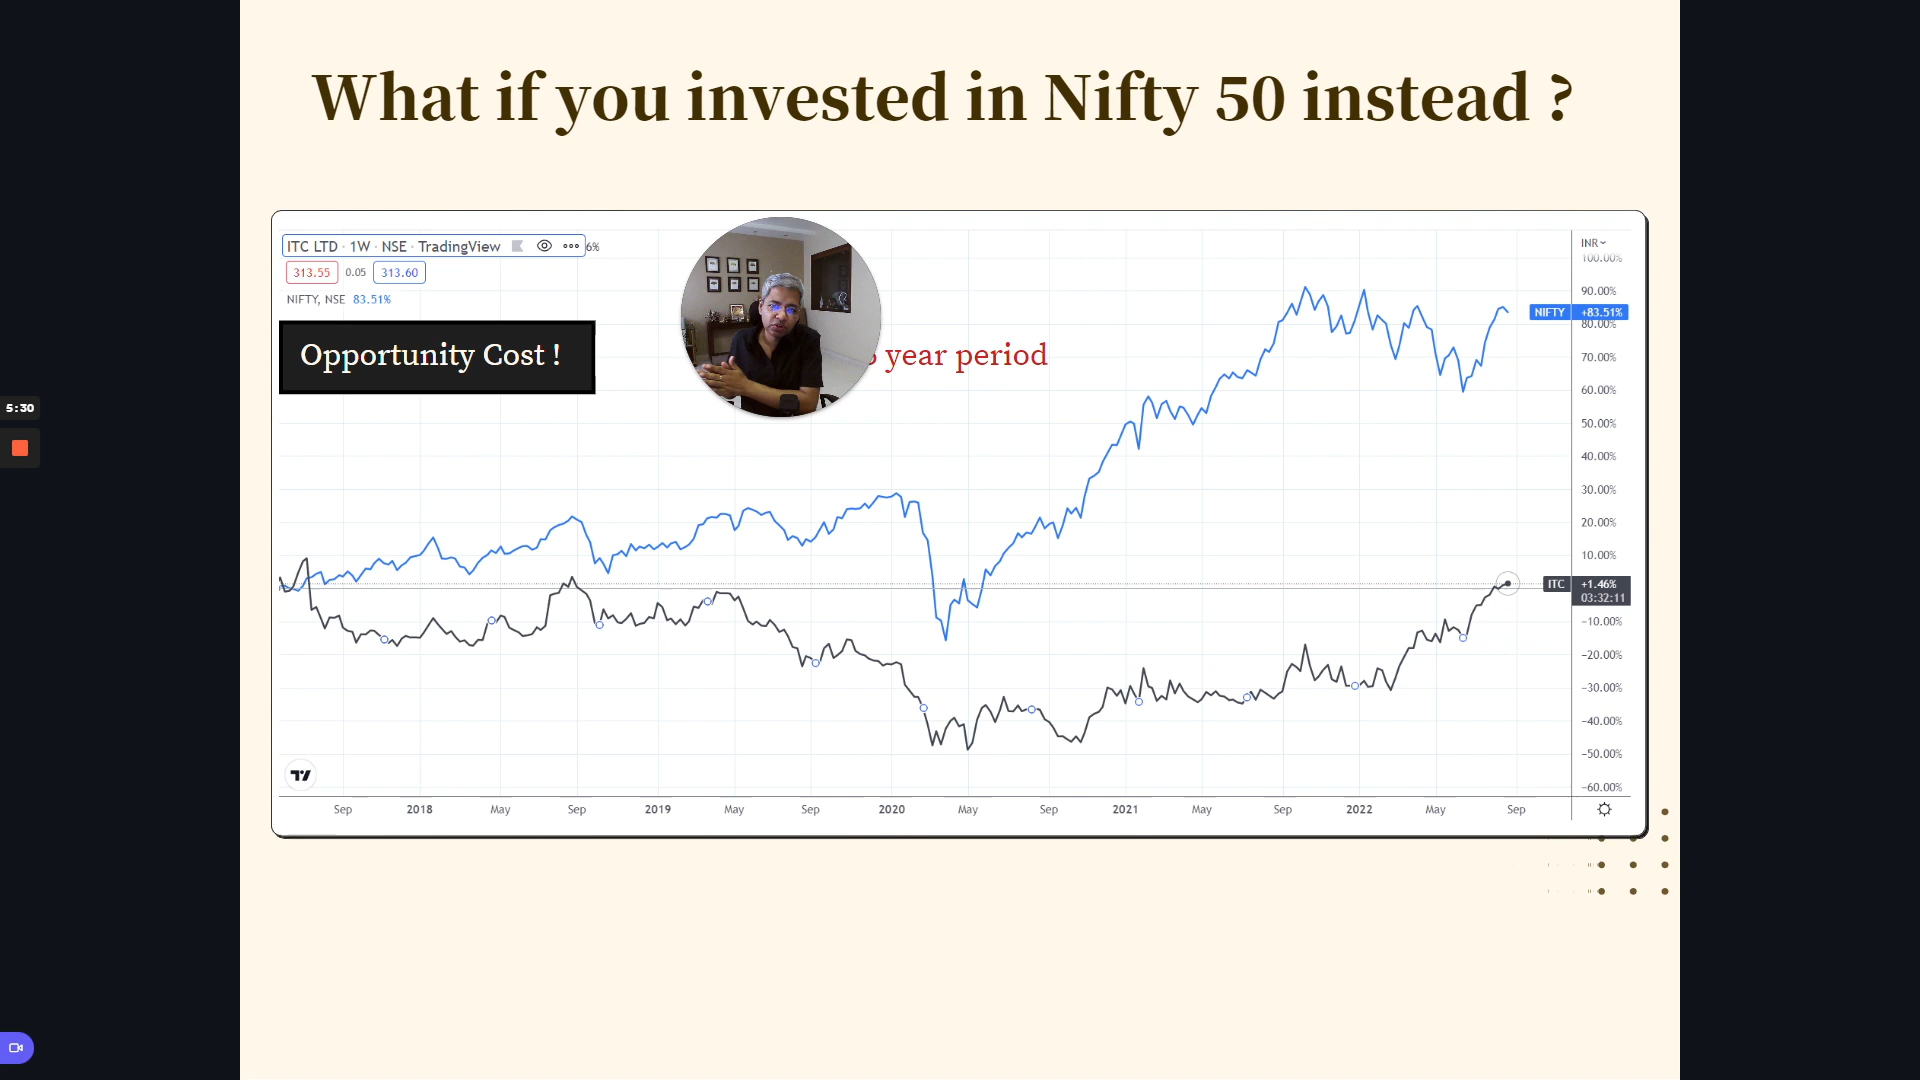 What if you invested in Nifty 50 instead ?
ITC LTD · 1W · NSE · TradingView
6%
313.55 0.05 313.60
NIFTY, NSE 83.51%
Opportunity Cost !
year period
5:30
INR
100.00%
90.00%
NIFTY +83.51%
80.00%
70.00%
60.00%
50.00%
40.00%
30.00%
20.00%
10.00%
ITC +1.46%
03:32:11
-10.00%
-20.00%
-30.00%
-40.00%
-50.00%
-60.00%
Sep 2018 May Sep 2019 May Sep 2020 May Sep 2021 May Sep 2022 May Sep